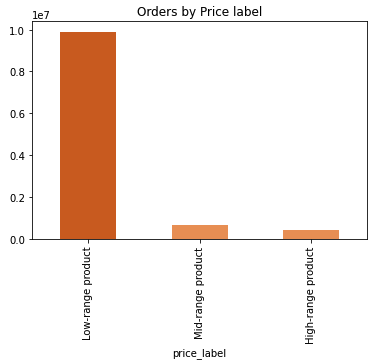 Orders by Price label
1e7
1.0
0.8
0.6
0.4
0.2
0.0
Low-range product
Mid-range product
High-range product
price_label